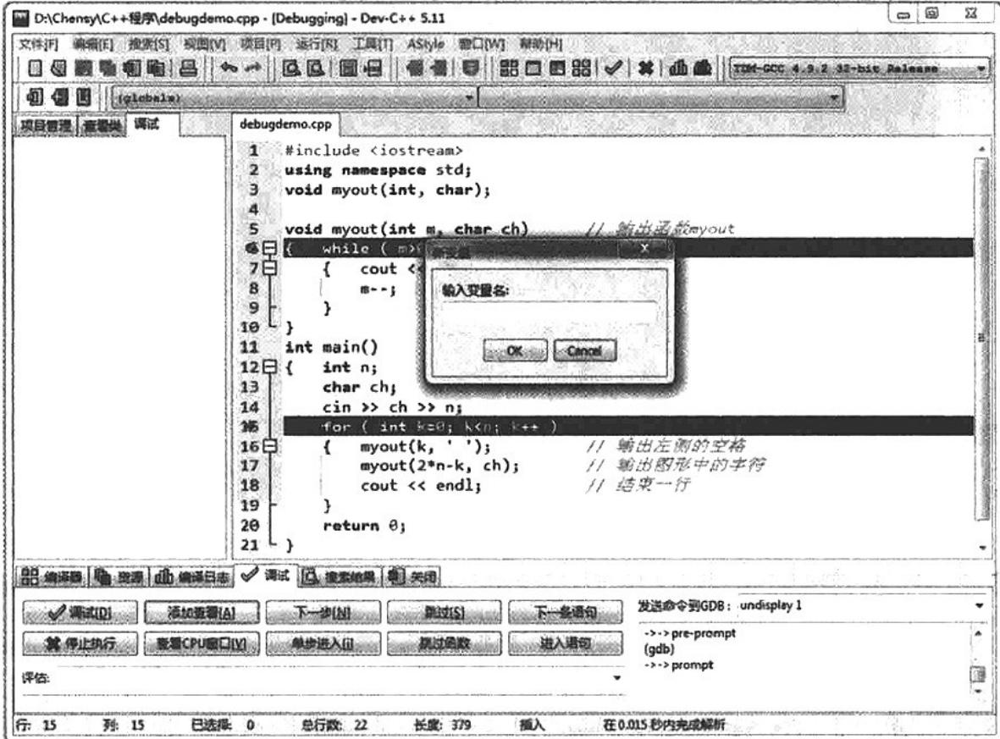 D:\Chensy\C++程序\debugdemo.cpp - [Debugging] - Dev-C++ 5.11
文件[F] 编辑[E] 搜索[S] 视图[V] 项目[P] 运行[R] 工具[T] AStyle 窗口[W] 帮助[H]
TDM-GCC 4.9.2 32-bit Release
(globals)
项目管理 查看类 调试 debugdemo.cpp
1 #include <iostream>
2 using namespace std;
3 void myout(int, char);
4
5 void myout(int m, char ch) // 输出函数myout
6 { while ( m>
7 { cout <<
8 m--;
9 }
10 }
11 int main()
12 { int n;
13 char ch;
14 cin >> ch >> n;
15 for ( int k=0; k<n; k++ )
16 { myout(k, ' '); // 输出左侧的空格
17 myout(2*n-k, ch); // 输出图形中的字符
18 cout << endl; // 结束一行
19 }
20 return 0;
21 }
新变量 X
输入变量名:
OK Cancel
编译器 资源 编译日志 调试 搜索结果 关闭
调试[D] 添加查看[A] 下一步[N] 跳过[S] 下一条语句
停止执行 查看CPU窗口[V] 单步进入[i] 跳过函数 进入语句
评估:
发送命令到GDB: undisplay 1
->->pre-prompt
(gdb)
->->prompt
行: 15 列: 15 已选择: 0 总行数: 22 长度: 379 插入 在 0.015 秒内完成解析